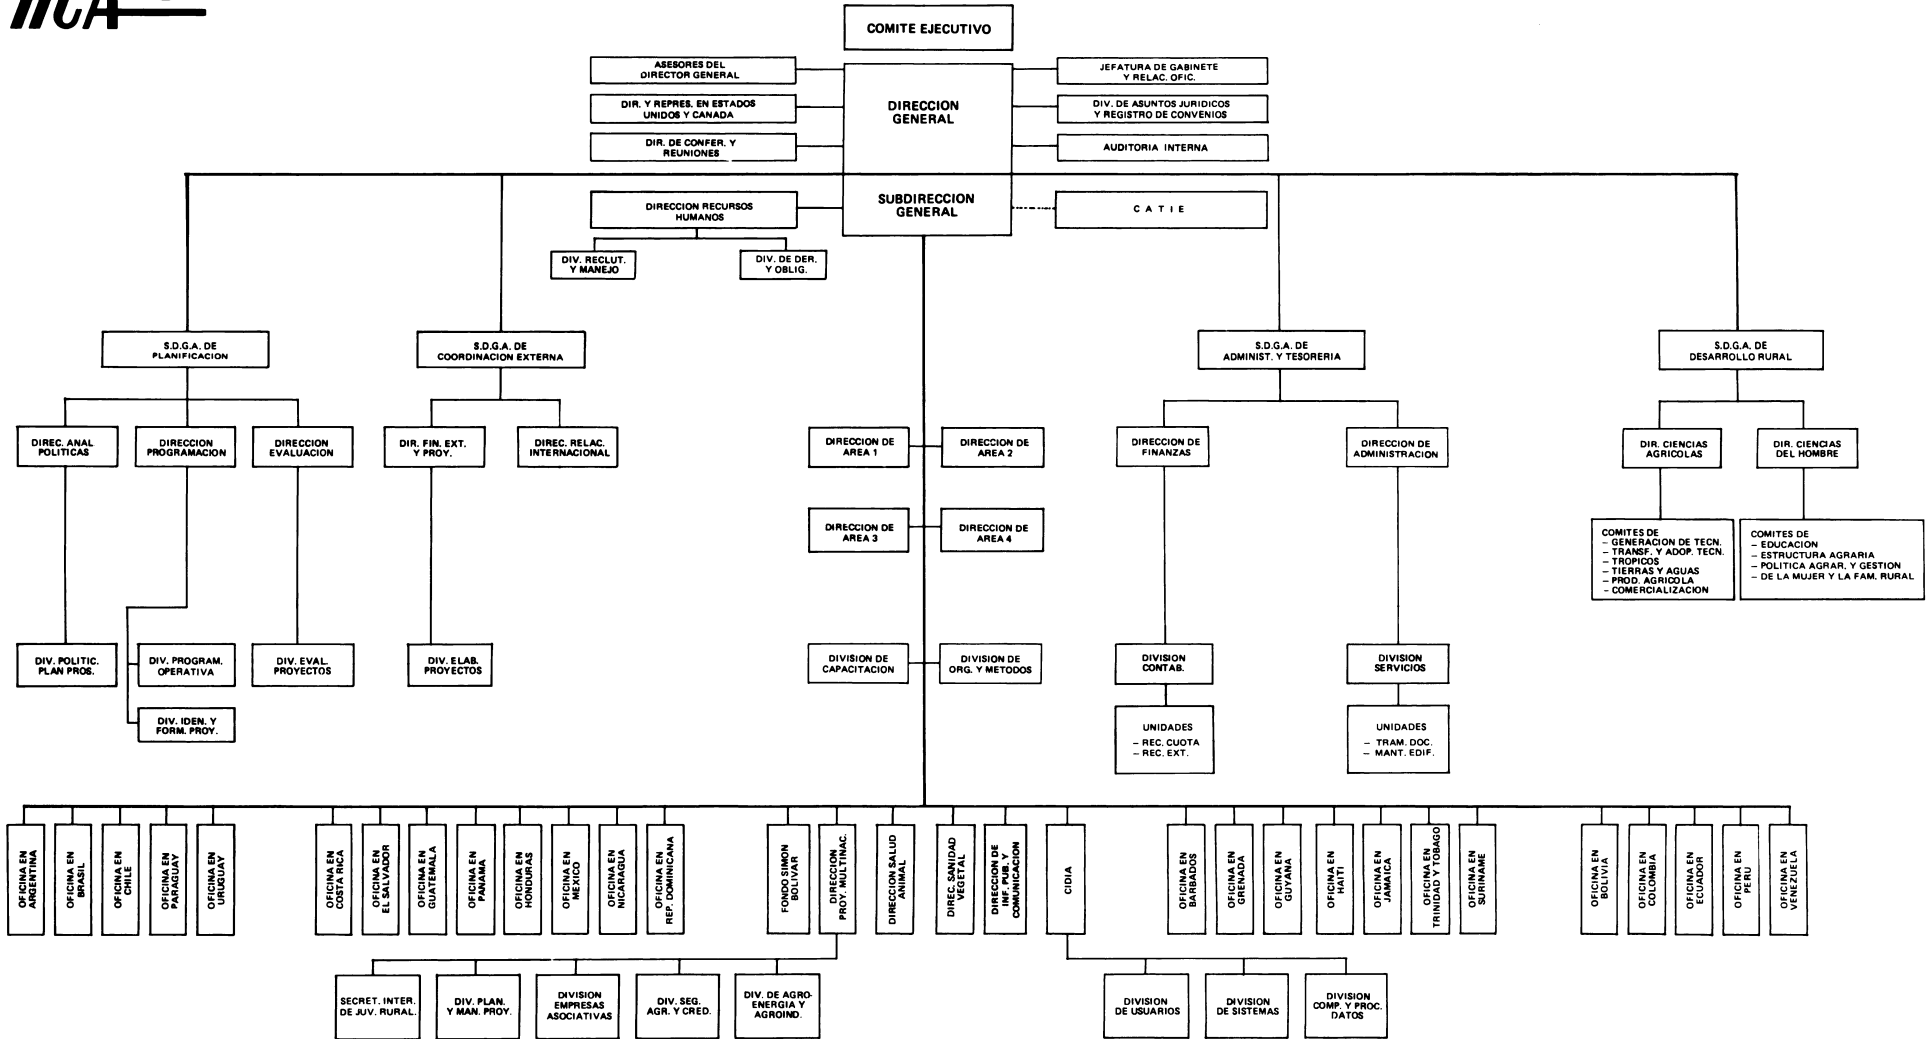 IICA
COMITE EJECUTIVO
ASESORES DEL
DIRECTOR GENERAL
DIR. Y REPRES. EN ESTADOS
UNIDOS Y CANADA
DIR. DE CONFER. Y
REUNIONES
DIRECCION
GENERAL
JEFATURA DE GABINETE
Y RELAC. OFIC.
DIV. DE ASUNTOS JURIDICOS
Y REGISTRO DE CONVENIOS
AUDITORIA INTERNA
DIRECCION RECURSOS
HUMANOS
SUBDIRECCION
GENERAL
C A T I E
DIV. RECLUT.
Y MANEJO
DIV. DE DER.
Y OBLIG.
S.D.G.A. DE
PLANIFICACION
S.D.G.A. DE
COORDINACION EXTERNA
S.D.G.A. DE
ADMINIST. Y TESORERIA
S.D.G.A. DE
DESARROLLO RURAL
DIREC. ANAL
POLITICAS
DIRECCION
PROGRAMACION
DIRECCION
EVALUACION
DIR. FIN. EXT.
Y PROY.
DIREC. RELAC.
INTERNACIONAL
DIRECCION DE
AREA 1
DIRECCION DE
AREA 2
DIRECCION DE
FINANZAS
DIRECCION DE
ADMINISTRACION
DIR. CIENCIAS
AGRICOLAS
DIR. CIENCIAS
DEL HOMBRE
DIRECCION DE
AREA 3
DIRECCION DE
AREA 4
COMITES DE
– GENERACION DE TECN.
– TRANSF. Y ADOP. TECN.
– TROPICOS
– TIERRAS Y AGUAS
– PROD. AGRICOLA
– COMERCIALIZACION
COMITES DE
– EDUCACION
– ESTRUCTURA AGRARIA
– POLITICA AGRAR. Y GESTION
– DE LA MUJER Y LA FAM. RURAL
DIV. POLITIC.
PLAN PROS.
DIV. PROGRAM.
OPERATIVA
DIV. EVAL.
PROYECTOS
DIV. ELAB.
PROYECTOS
DIVISION DE
CAPACITACION
DIVISION DE
ORG. Y METODOS
DIVISION
CONTAB.
DIVISION
SERVICIOS
DIV. IDEN. Y
FORM. PROY.
UNIDADES
– REC. CUOTA
– REC. EXT.
UNIDADES
– TRAM. DOC.
– MANT. EDIF.
OFICINA EN
ARGENTINA
OFICINA EN
BRASIL
OFICINA EN
CHILE
OFICINA EN
PARAGUAY
OFICINA EN
URUGUAY
OFICINA EN
COSTA RICA
OFICINA EN
EL SALVADOR
OFICINA EN
GUATEMALA
OFICINA EN
PANAMA
OFICINA EN
HONDURAS
OFICINA EN
MEXICO
OFICINA EN
NICARAGUA
OFICINA EN
REP. DOMINICANA
FONDO SIMON
BOLIVAR
DIRECCION
PROY. MULTINAC.
DIRECCION SALUD
ANIMAL
DIREC. SANIDAD
VEGETAL
DIRECCION DE
INF. PUB. Y
COMUNICACION
CIDIA
OFICINA EN
BARBADOS
OFICINA EN
GRENADA
OFICINA EN
GUYANA
OFICINA EN
HAITI
OFICINA EN
JAMAICA
OFICINA EN
TRINIDAD Y TOBAGO
OFICINA EN
SURINAME
OFICINA EN
BOLIVIA
OFICINA EN
COLOMBIA
OFICINA EN
ECUADOR
OFICINA EN
PERU
OFICINA EN
VENEZUELA
SECRET. INTER.
DE JUV. RURAL.
DIV. PLAN.
Y MAN. PROY.
DIVISION
EMPRESAS
ASOCIATIVAS
DIV. SEG.
AGR. Y CRED.
DIV. DE AGRO-
ENERGIA Y
AGROIND.
DIVISION
DE USUARIOS
DIVISION
DE SISTEMAS
DIVISION
COMP. Y PROC.
DATOS